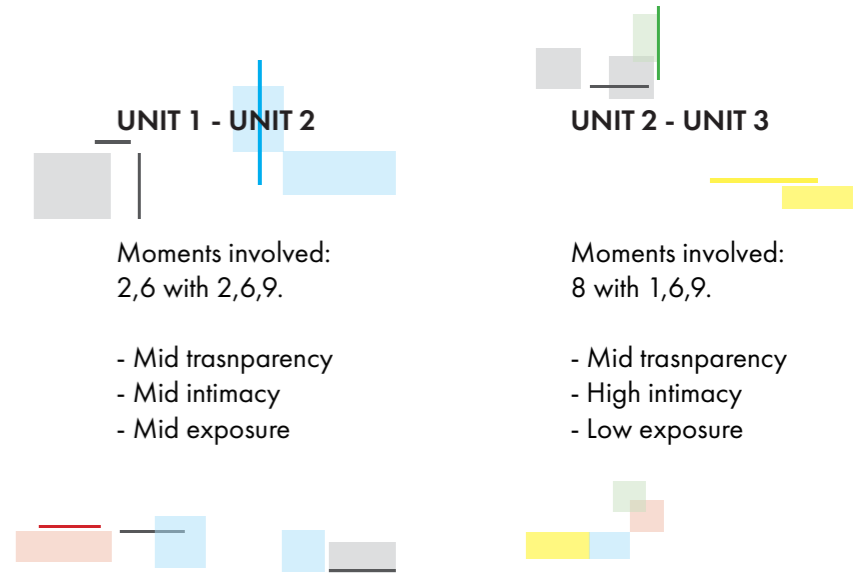 UNIT 1 - UNIT 2
Moments involved:
2,6 with 2,6,9.
- Mid trasnparency
- Mid intimacy
- Mid exposure
UNIT 2 - UNIT 3
Moments involved:
8 with 1,6,9.
- Mid trasnparency
- High intimacy
- Low exposure